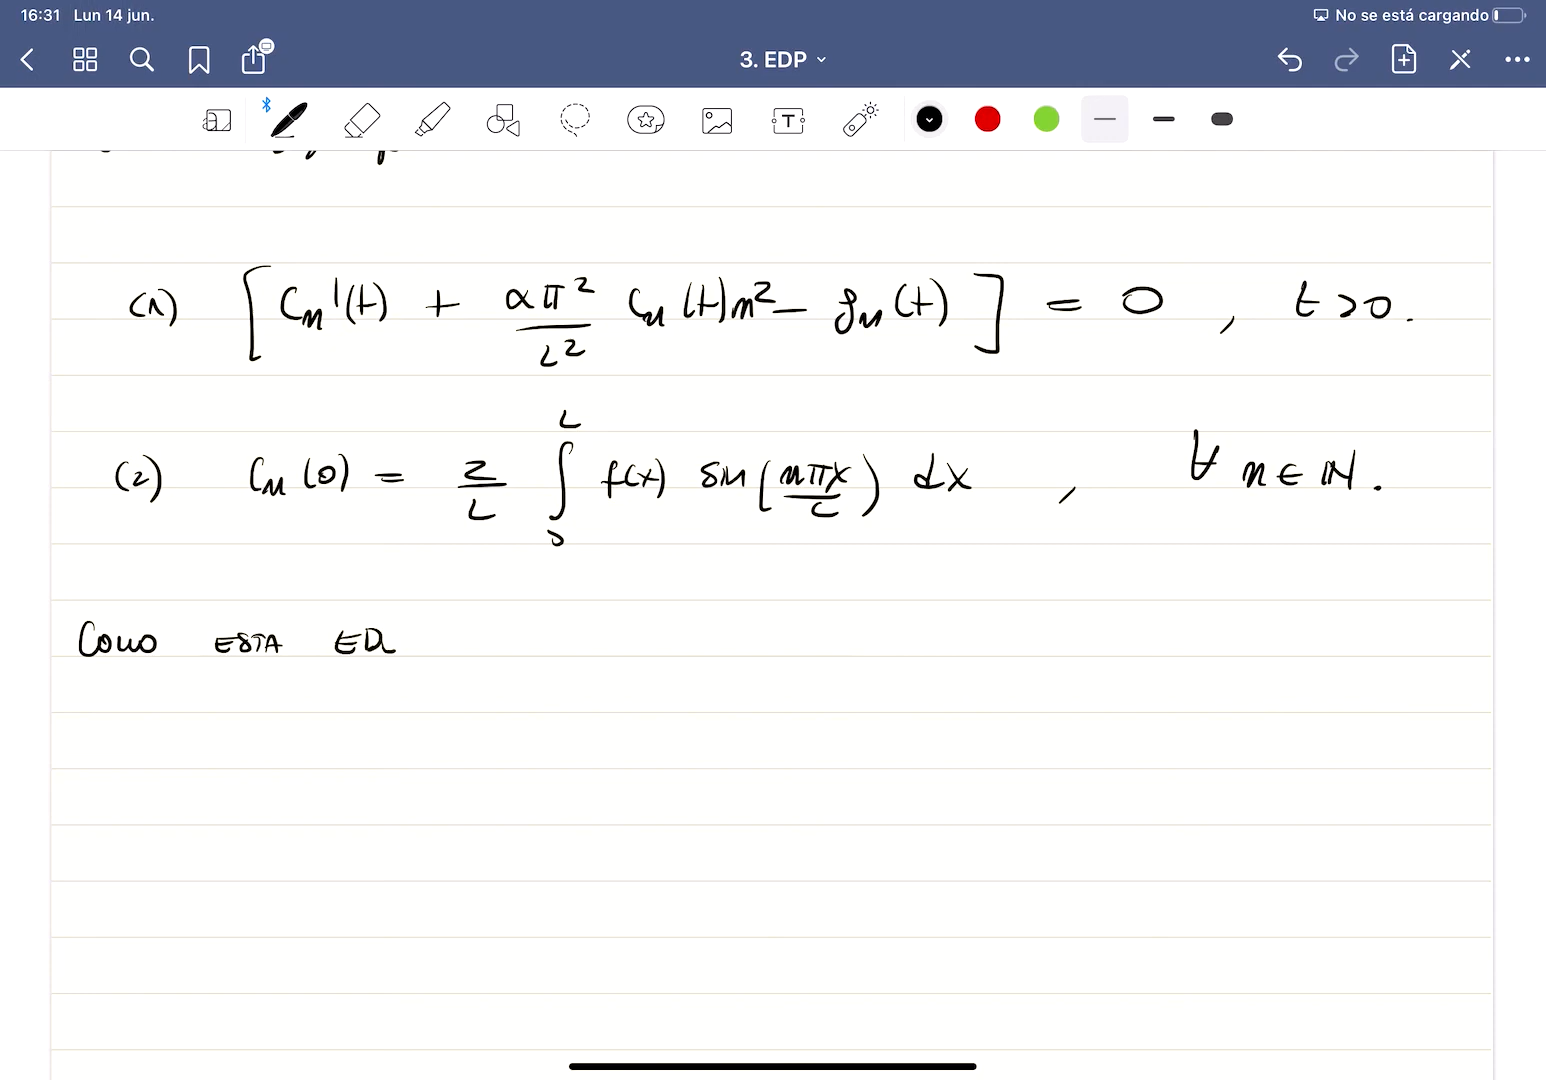 16:31 Lun 14 jun. No se está cargando
3. EDP
T
(1) [ Cₙ'(t) + απ²/L² Cₙ(t)n² - gₙ(t) ] = 0 , t > 0.
(2) Cₙ(0) = 2/L ∫₀ᴸ f(x) sin(nπx/L) dx , ∀ n ∈ ℕ.
COMO ESTA ED